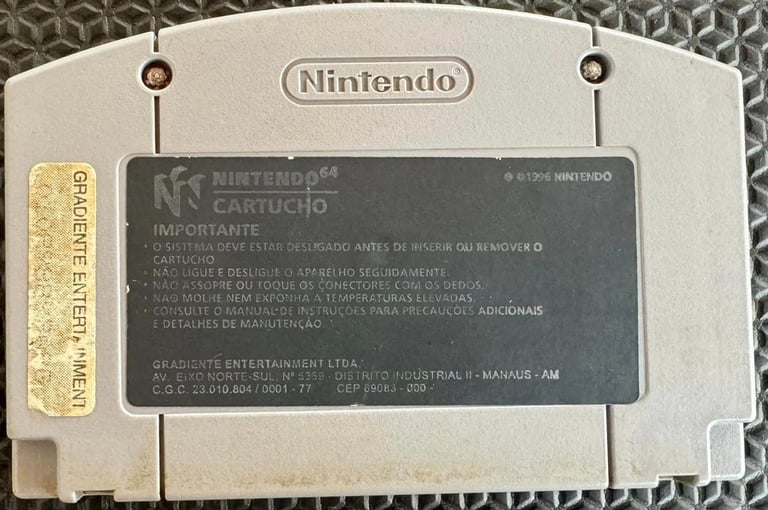 Nintendo®
GRADIENTE ENTERTAINMENT
NINTENDO64
CARTUCHO
® ©1996 NINTENDO
IMPORTANTE
• O SISTEMA DEVE ESTAR DESLIGADO ANTES DE INSERIR OU REMOVER O
CARTUCHO
• NÃO LIGUE E DESLIGUE O APARELHO SEGUIDAMENTE.
• NÃO ASSOPRE OU TOQUE OS CONECTORES COM OS DEDOS.
• NÃO MOLHE NEM EXPONHA A TEMPERATURAS ELEVADAS.
• CONSULTE O MANUAL DE INSTRUÇÕES PARA PRECAUÇÕES ADICIONAIS
E DETALHES DE MANUTENÇÃO.
GRADIENTE ENTERTAINMENT LTDA.
AV. EIXO NORTE-SUL, Nº 5359 - DISTRITO INDUSTRIAL II - MANAUS - AM
C.G.C. 23.010.804 / 0001 - 77 CEP 69083 - 000 -